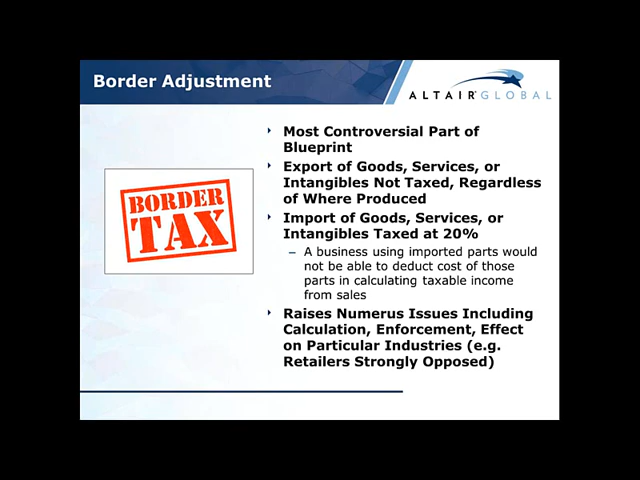 Border Adjustment
ALTAIR GLOBAL
BORDER
TAX
Most Controversial Part of
Blueprint
Export of Goods, Services, or
Intangibles Not Taxed, Regardless
of Where Produced
Import of Goods, Services, or
Intangibles Taxed at 20%
– A business using imported parts would
not be able to deduct cost of those
parts in calculating taxable income
from sales
Raises Numerus Issues Including
Calculation, Enforcement, Effect
on Particular Industries (e.g.
Retailers Strongly Opposed)